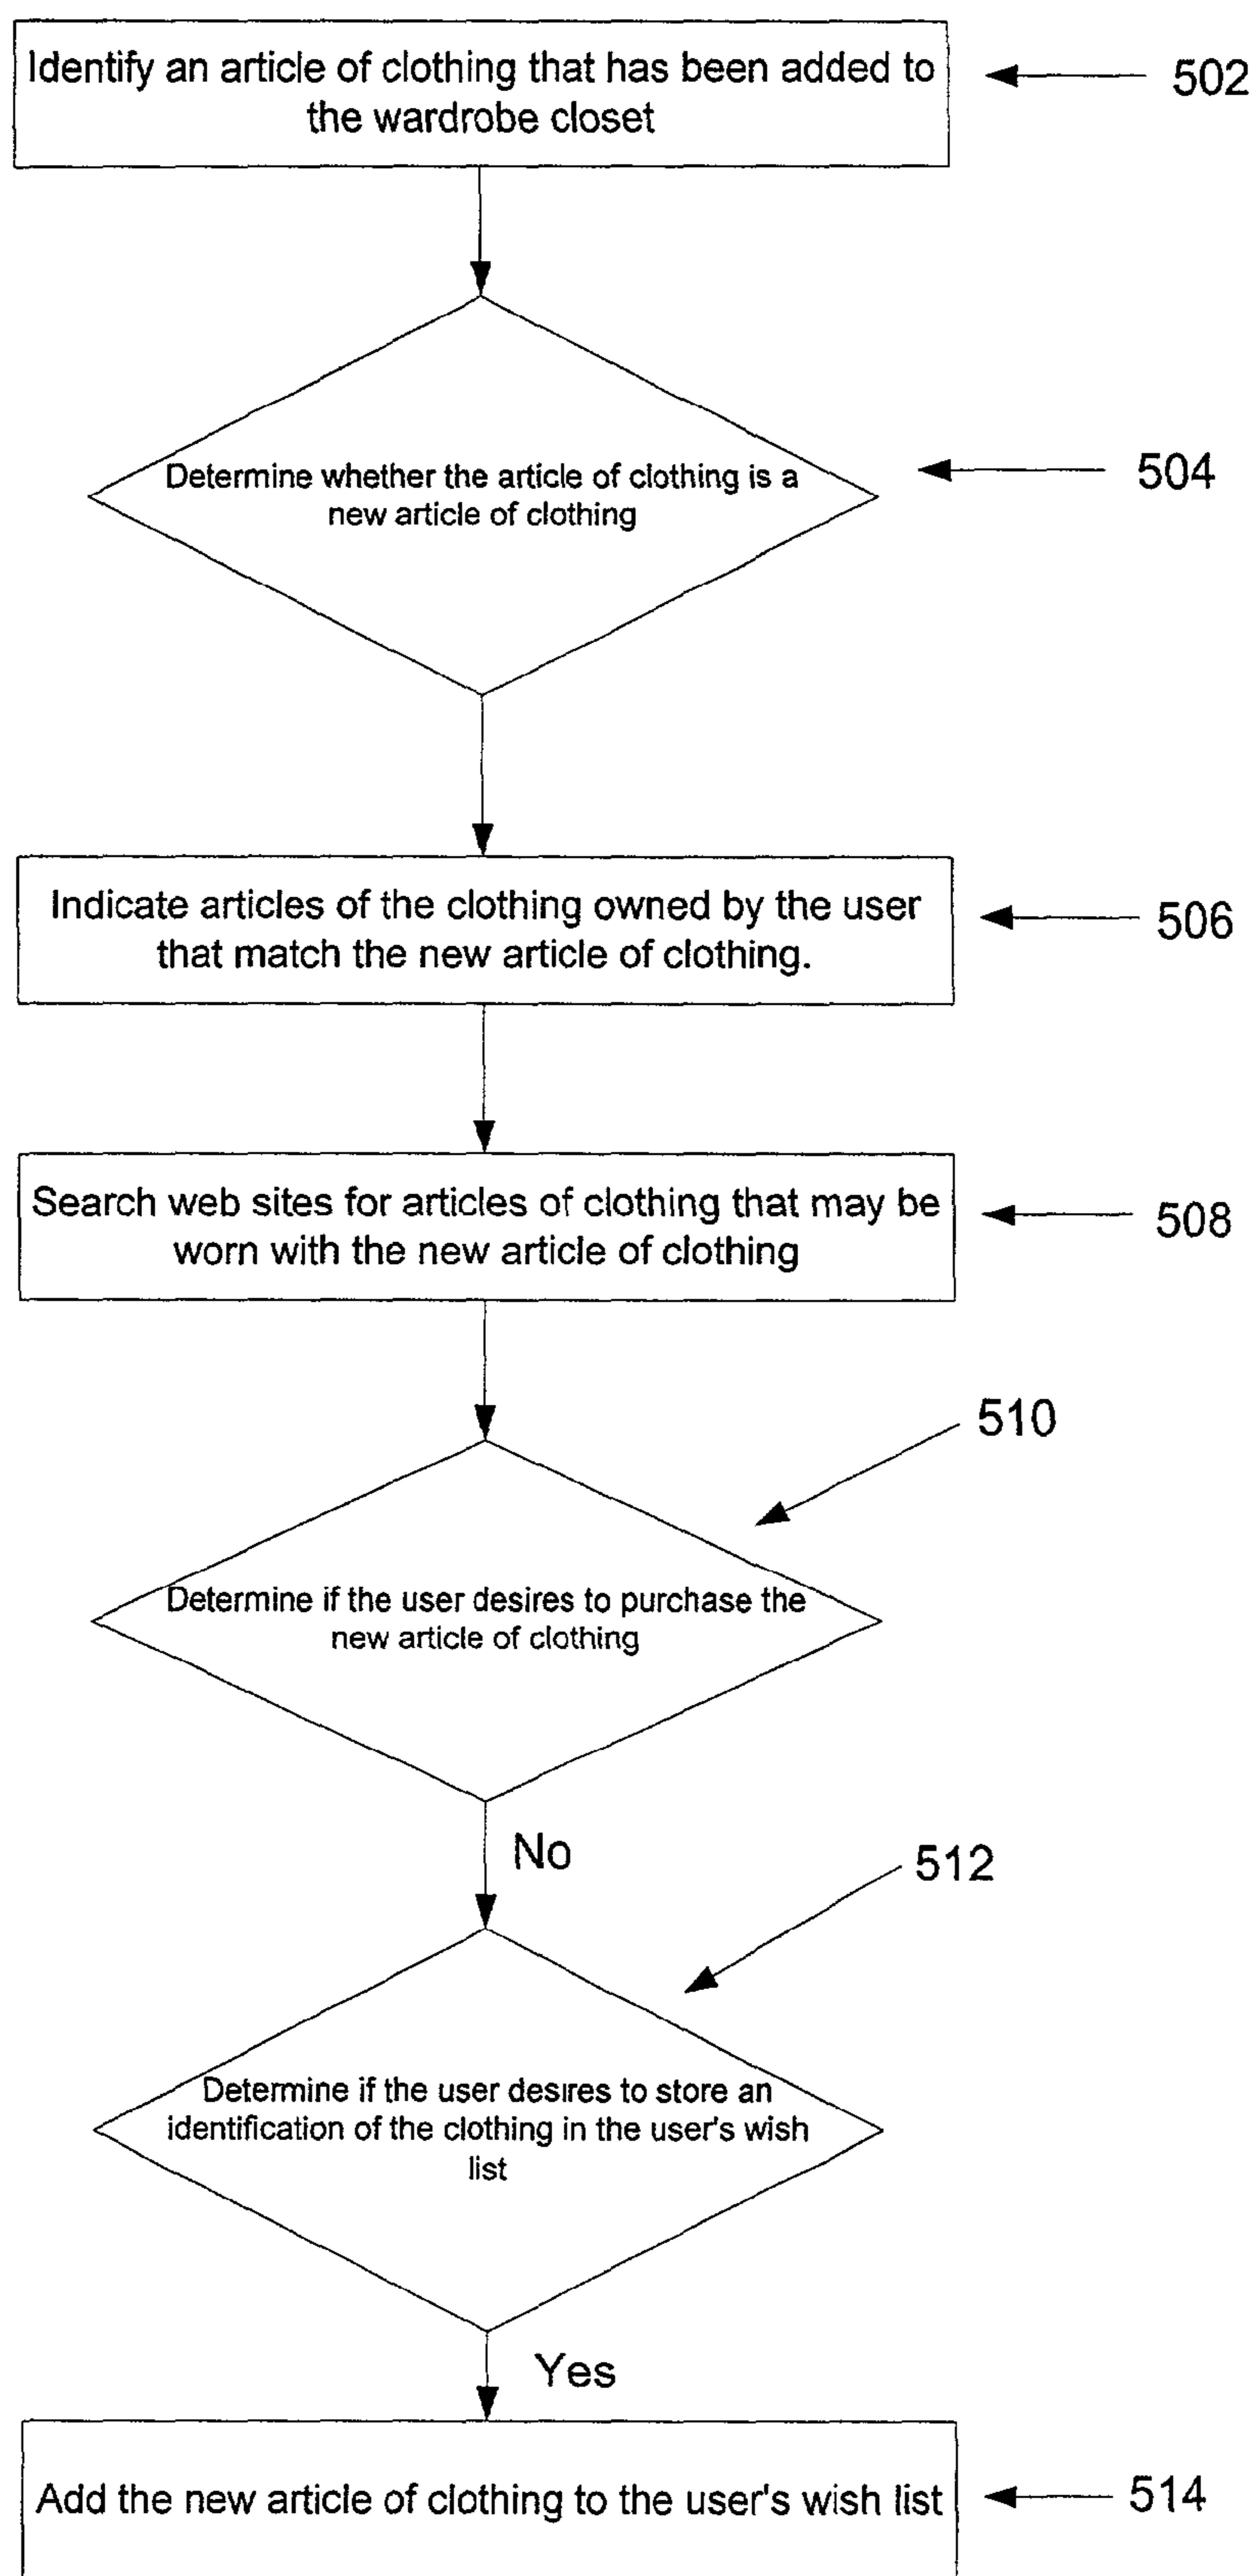 Identify an article of clothing that has been added to
the wardrobe closet
502
Determine whether the article of clothing is a
new article of clothing
504
Indicate articles of the clothing owned by the user
that match the new article of clothing.
506
Search web sites for articles of clothing that may be
worn with the new article of clothing
508
510
Determine if the user desires to purchase the
new article of clothing
No
512
Determine if the user desires to store an
identification of the clothing in the user's wish
list
Yes
Add the new article of clothing to the user's wish list
514